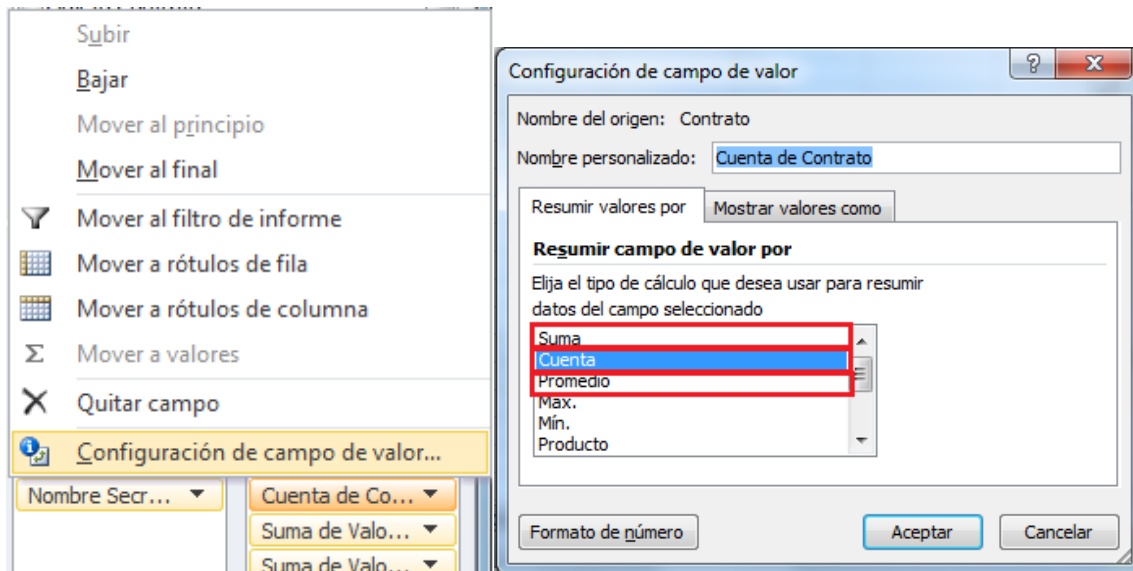 Subir
Bajar
Mover al principio
Mover al final
Mover al filtro de informe
Mover a rótulos de fila
Mover a rótulos de columna
Σ Mover a valores
Quitar campo
Configuración de campo de valor...
Nombre Secr...
Cuenta de Co...
Suma de Valo...
Suma de Valo...
Configuración de campo de valor
Nombre del origen: Contrato
Nombre personalizado: Cuenta de Contrato
Resumir valores por
Mostrar valores como
Resumir campo de valor por
Elija el tipo de cálculo que desea usar para resumir
datos del campo seleccionado
Suma
Cuenta
Promedio
Máx.
Mín.
Producto
Formato de número
Aceptar
Cancelar